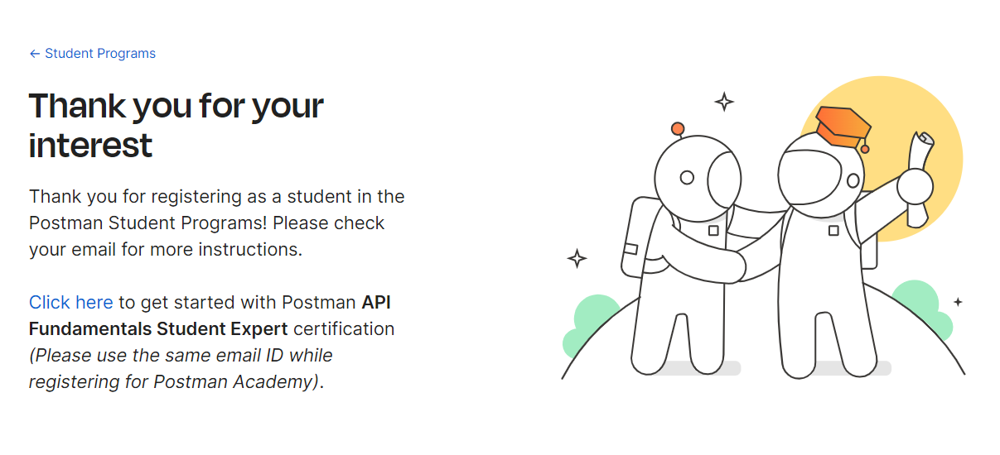 ← Student Programs
Thank you for your
interest
Thank you for registering as a student in the
Postman Student Programs! Please check
your email for more instructions.
Click here to get started with Postman API
Fundamentals Student Expert certification
(Please use the same email ID while
registering for Postman Academy).